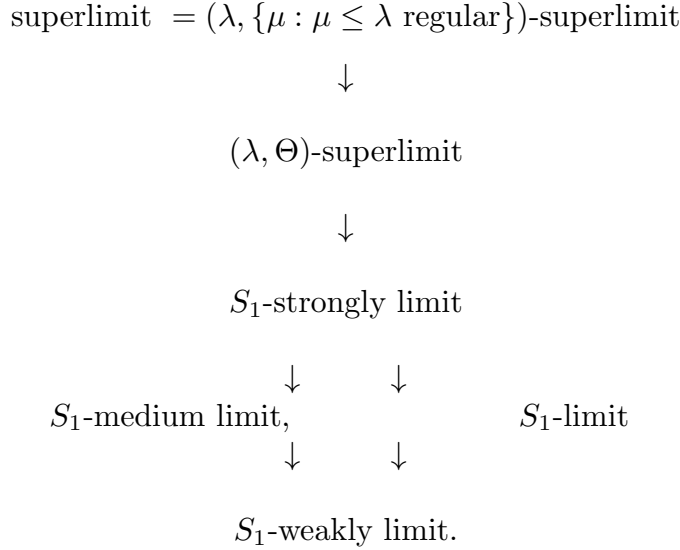 superlimit = (λ, {μ : μ ≤ λ regular})-superlimit
↓
(λ, Θ)-superlimit
↓
S₁-strongly limit
↓ ↓
S₁-medium limit, S₁-limit
↓ ↓
S₁-weakly limit.